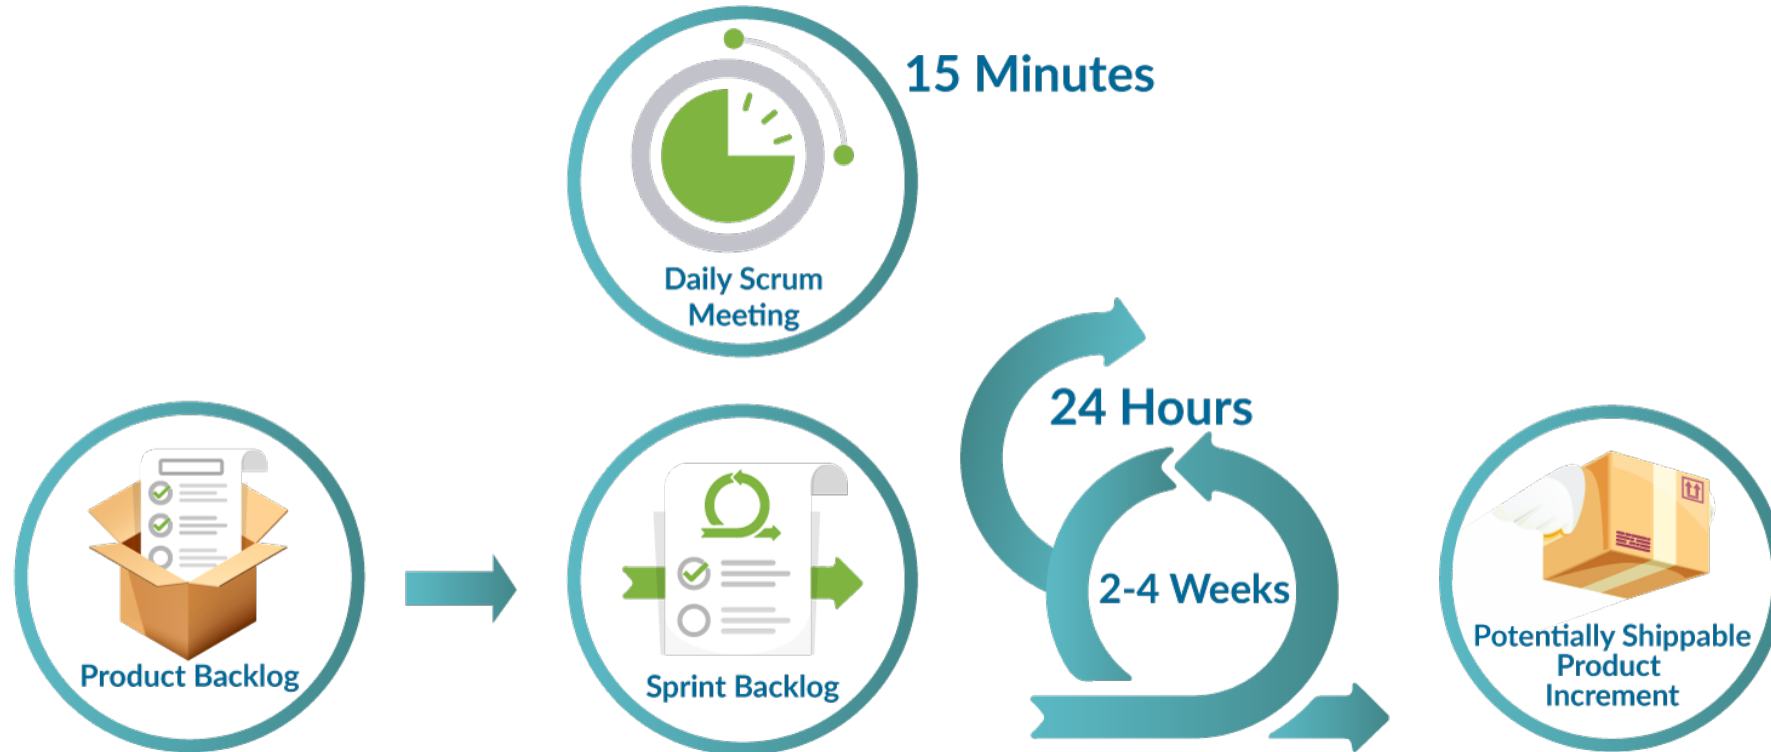 15 Minutes
Daily Scrum
Meeting
24 Hours
2-4 Weeks
Product Backlog
Sprint Backlog
Potentially Shippable
Product
Increment